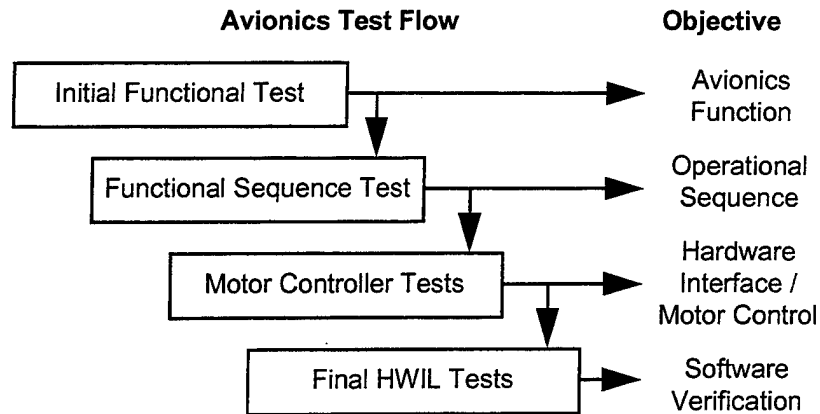 Avionics Test Flow
Objective
Initial Functional Test
Avionics
Function
Functional Sequence Test
Operational
Sequence
Motor Controller Tests
Hardware
Interface /
Motor Control
Final HWIL Tests
Software
Verification